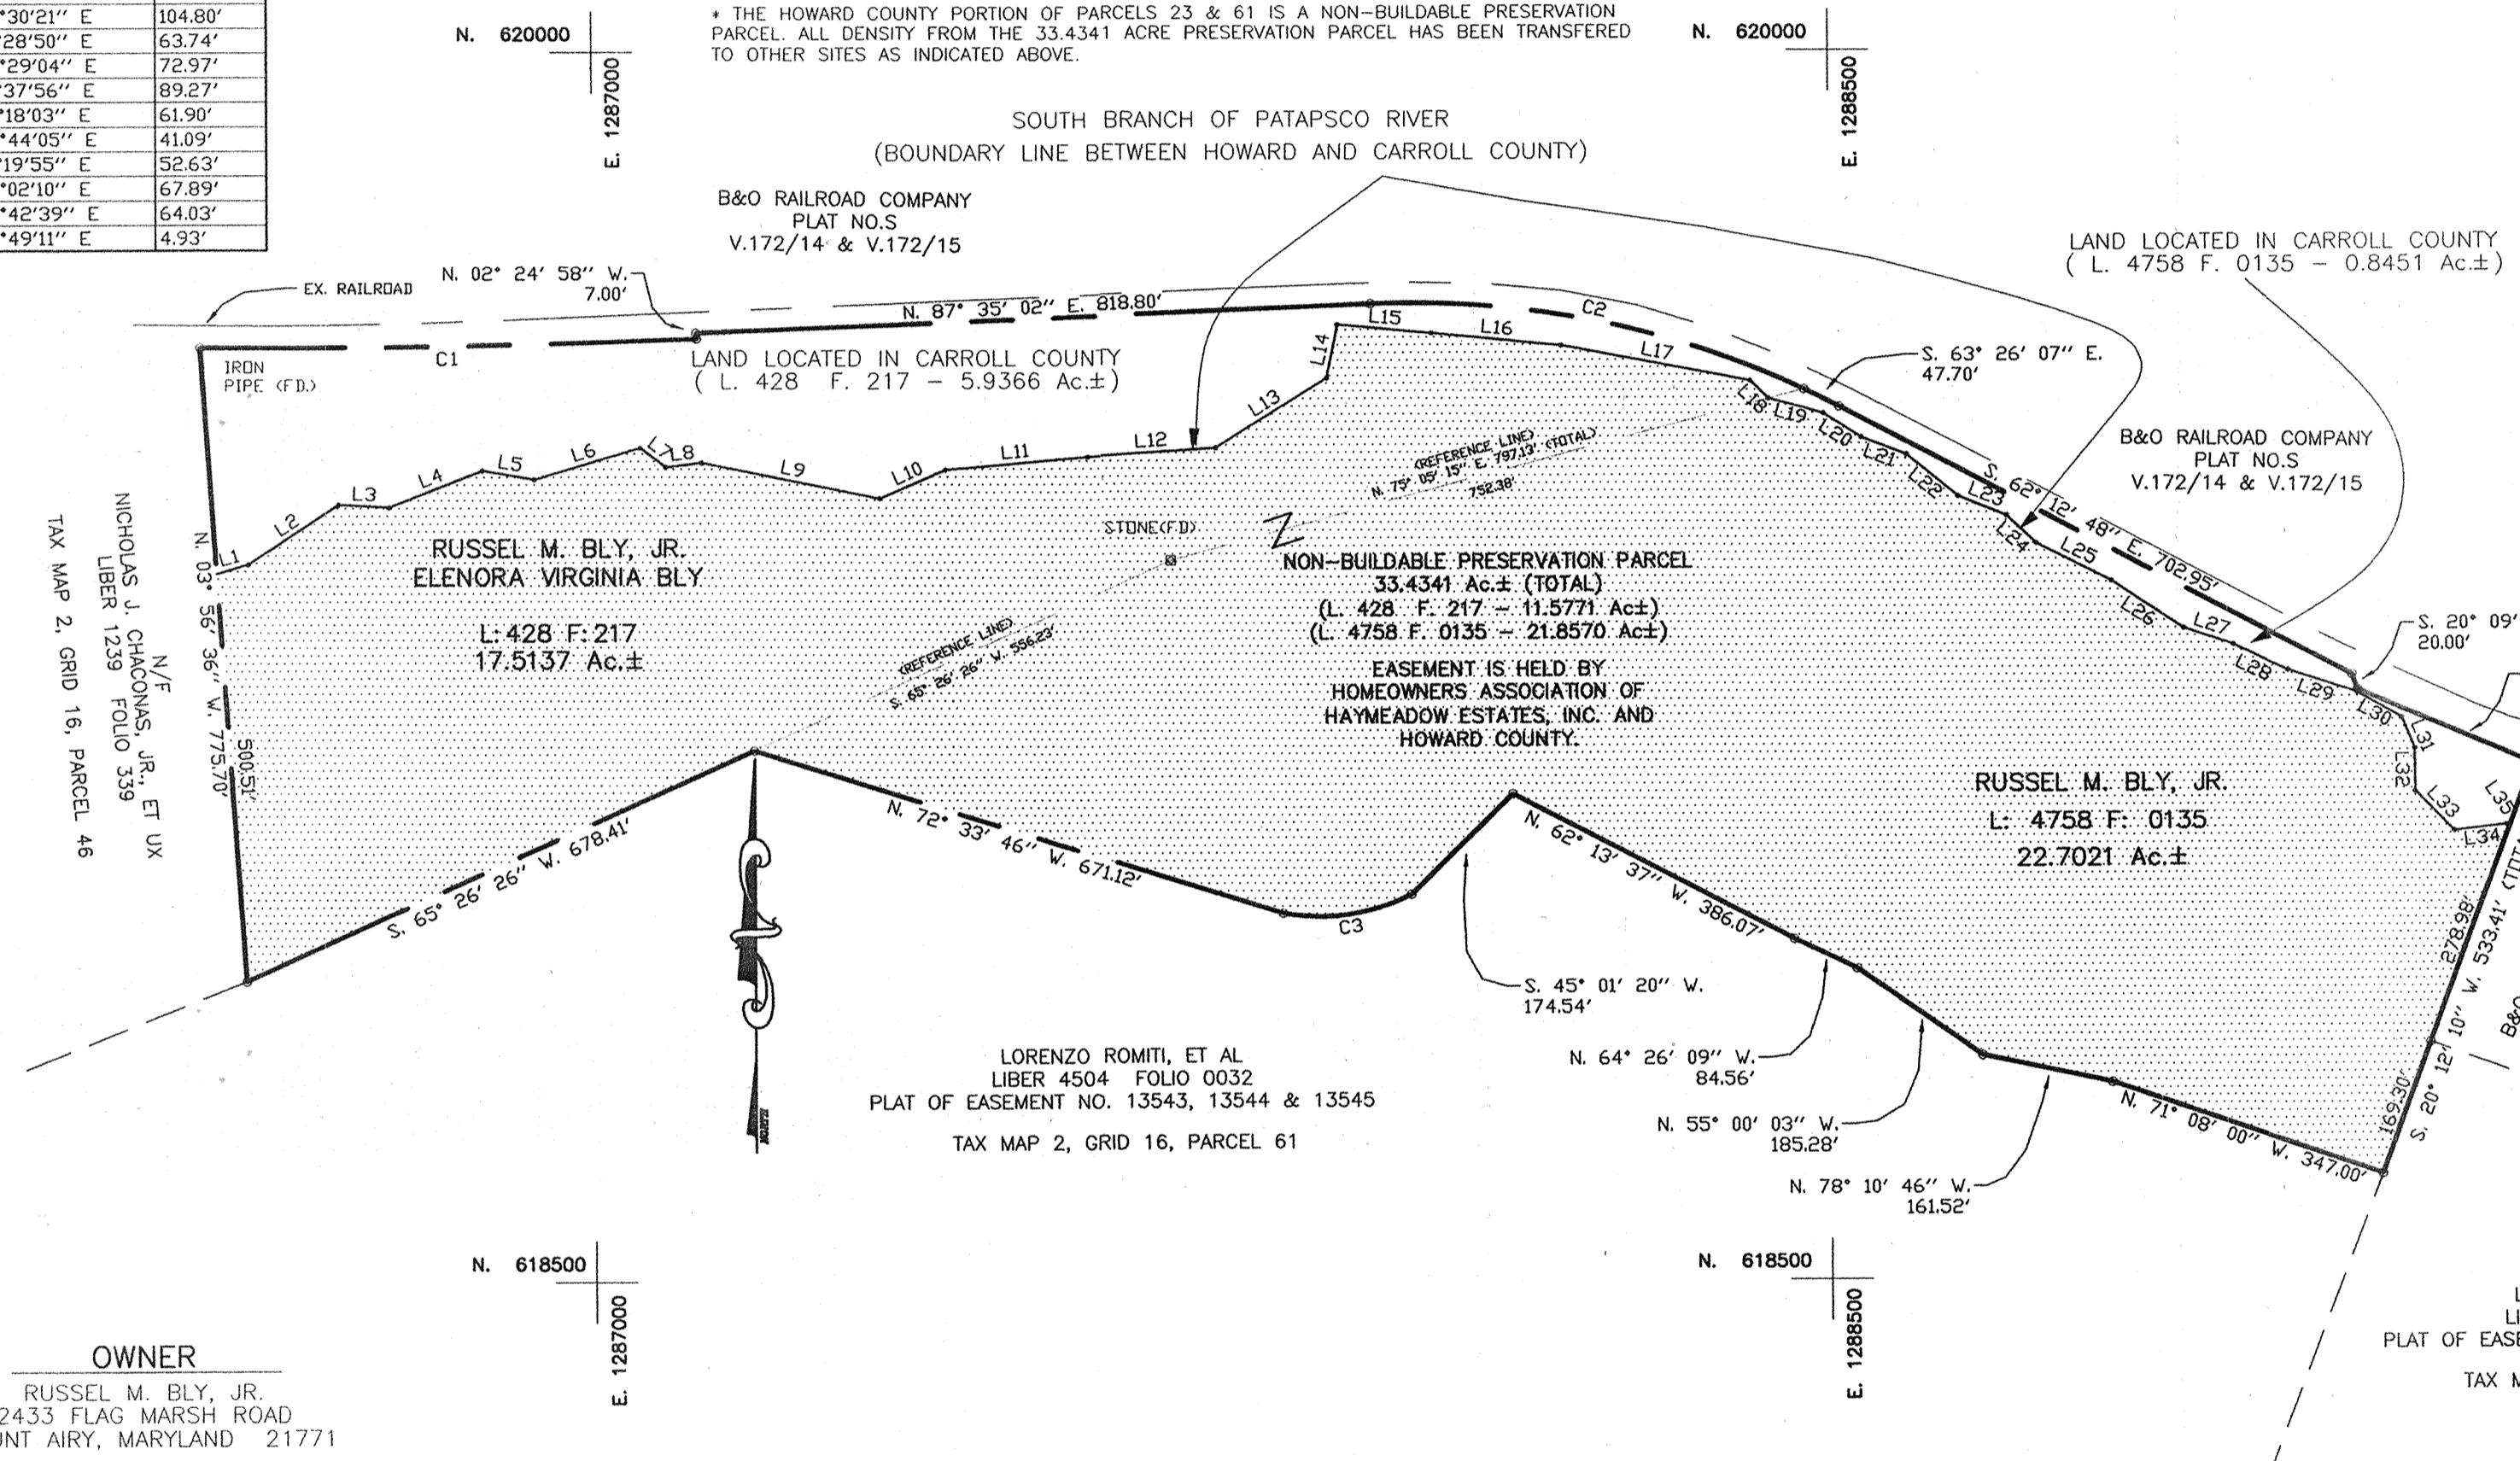 °30'21'' E 104.80'
28'50'' E 63.74'
°29'04'' E 72.97'
°37'56'' E 89.27'
°18'03'' E 61.90'
°44'05'' E 41.09'
19'55'' E 52.63'
°02'10'' E 67.89'
°42'39'' E 64.03'
°49'11'' E 4.93'
* THE HOWARD COUNTY PORTION OF PARCELS 23 & 61 IS A NON-BUILDABLE PRESERVATION
PARCEL. ALL DENSITY FROM THE 33.4341 ACRE PRESERVATION PARCEL HAS BEEN TRANSFERED
TO OTHER SITES AS INDICATED ABOVE.
N. 620000
E. 1287000
N. 620000
E. 1288500
SOUTH BRANCH OF PATAPSCO RIVER
(BOUNDARY LINE BETWEEN HOWARD AND CARROLL COUNTY)
B&O RAILROAD COMPANY
PLAT NO.S
V.172/14 & V.172/15
LAND LOCATED IN CARROLL COUNTY
( L. 4758 F. 0135 - 0.8451 Ac.±)
EX. RAILROAD
N. 02° 24' 58'' W.
7.00'
N. 87° 35' 02'' E. 818.80'
C1
C2
IRON
PIPE (FD.)
LAND LOCATED IN CARROLL COUNTY
( L. 428 F. 217 - 5.9366 Ac.±)
S. 63° 26' 07'' E.
47.70'
B&O RAILROAD COMPANY
PLAT NO.S
V.172/14 & V.172/15
S. 62° 12' 48'' E. 702.95'
S. 20° 09'
20.00'
L1
L2
L3
L4
L5
L6
L7
L8
L9
L10
L11
L12
L13
L14
L15
L16
L17
L18
L19
L20
L21
L22
L23
L24
L25
L26
L27
L28
L29
L30
L31
L32
L33
L34
L35
(REFERENCE LINE)
N. 75° 05' 15'' E. 797.13' (TOTAL)
752.38'
STONE(FD)
(REFERENCE LINE)
S. 65° 26' 26'' W. 556.23'
N. 03° 56' 36'' W. 775.70'
500.51'
N/F
NICHOLAS J. CHACONAS, JR., ET UX
LIBER 1239 FOLIO 339
TAX MAP 2, GRID 16, PARCEL 46
RUSSEL M. BLY, JR.
ELENORA VIRGINIA BLY
L: 428 F: 217
17.5137 Ac.±
NON-BUILDABLE PRESERVATION PARCEL
33.4341 Ac.± (TOTAL)
(L. 428 F. 217 - 11.5771 Ac±)
(L. 4758 F. 0135 - 21.8570 Ac±)
EASEMENT IS HELD BY
HOMEOWNERS ASSOCIATION OF
HAYMEADOW ESTATES, INC. AND
HOWARD COUNTY.
RUSSEL M. BLY, JR.
L: 4758 F: 0135
22.7021 Ac.±
S. 65° 26' 26'' W. 678.41'
N. 72° 33' 46'' W. 671.12'
C3
S. 45° 01' 20'' W.
174.54'
N. 62° 13' 37'' W. 386.07'
N. 64° 26' 09'' W.
84.56'
N. 55° 00' 03'' W.
185.28'
N. 78° 10' 46'' W.
161.52'
N. 71° 08' 00'' W. 347.00'
278.98'
169.30'
S. 20° 12' 10'' W. 533.41' (TOTA
B&O
LORENZO ROMITI, ET AL
LIBER 4504 FOLIO 0032
PLAT OF EASEMENT NO. 13543, 13544 & 13545
TAX MAP 2, GRID 16, PARCEL 61
N. 618500
E. 1287000
N. 618500
E. 1288500
L
LI
PLAT OF EASE
TAX M
OWNER
RUSSEL M. BLY, JR.
2433 FLAG MARSH ROAD
UNT AIRY, MARYLAND 21771